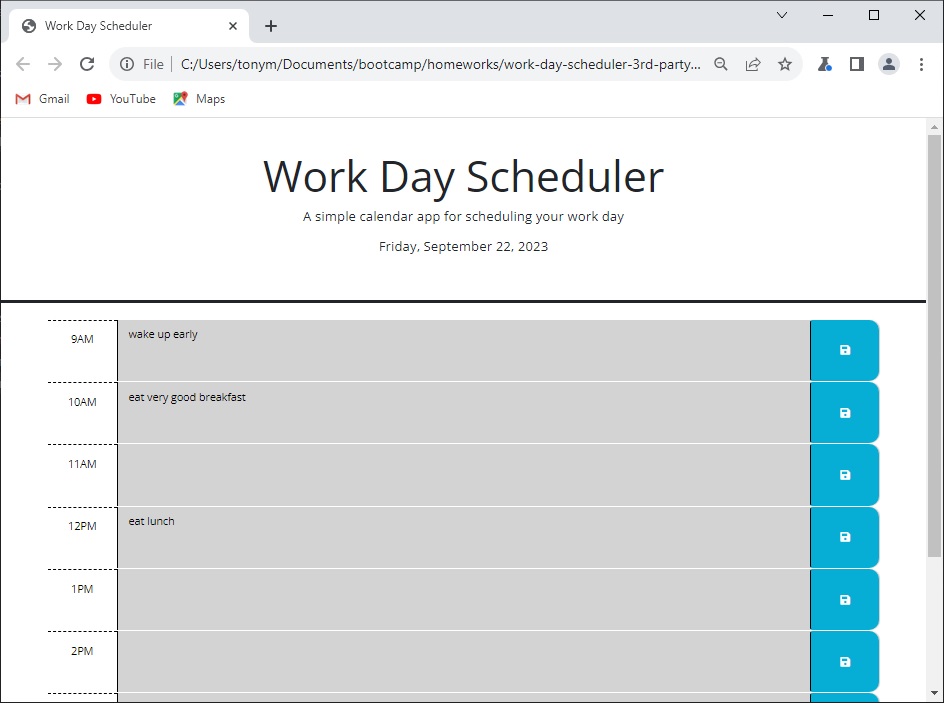 Work Day Scheduler
File
C:/Users/tonym/Documents/bootcamp/homeworks/work-day-scheduler-3rd-party...
Gmail
YouTube
Maps
Work Day Scheduler
A simple calendar app for scheduling your work day
Friday, September 22, 2023
9AM
wake up early
10AM
eat very good breakfast
11AM
12PM
eat lunch
1PM
2PM